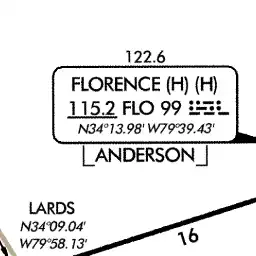 122.6
FLORENCE (H) (H)
115.2 FLO 99
N34°13.98' W79°39.43'
ANDERSON
LARDS
N34°09.04'
W79°58.13'
16